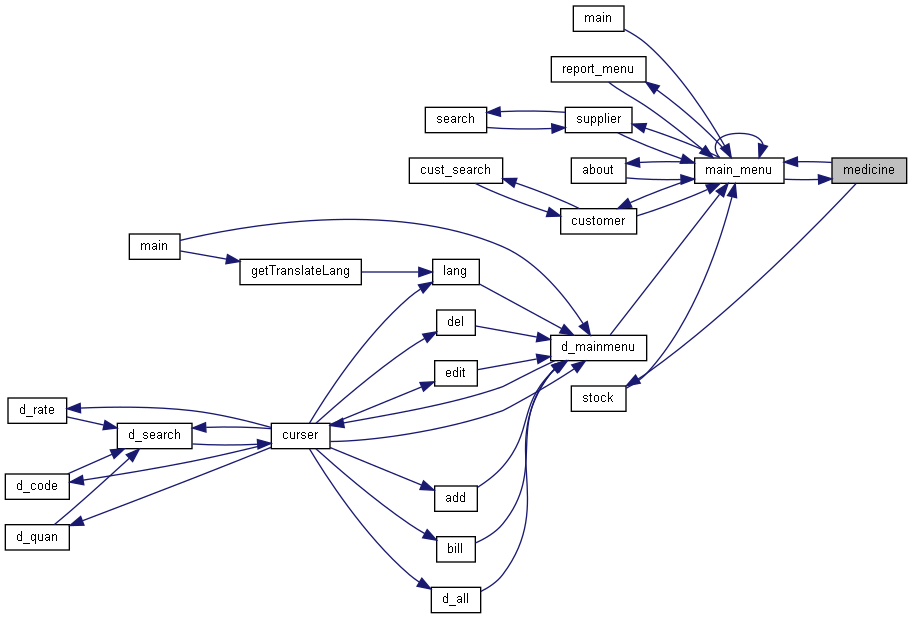 main
report_menu
search
supplier
main_menu
medicine
about
cust_search
customer
main
getTranslateLang
lang
del
d_mainmenu
edit
stock
d_rate
d_search
curser
d_code
add
d_quan
bill
d_all